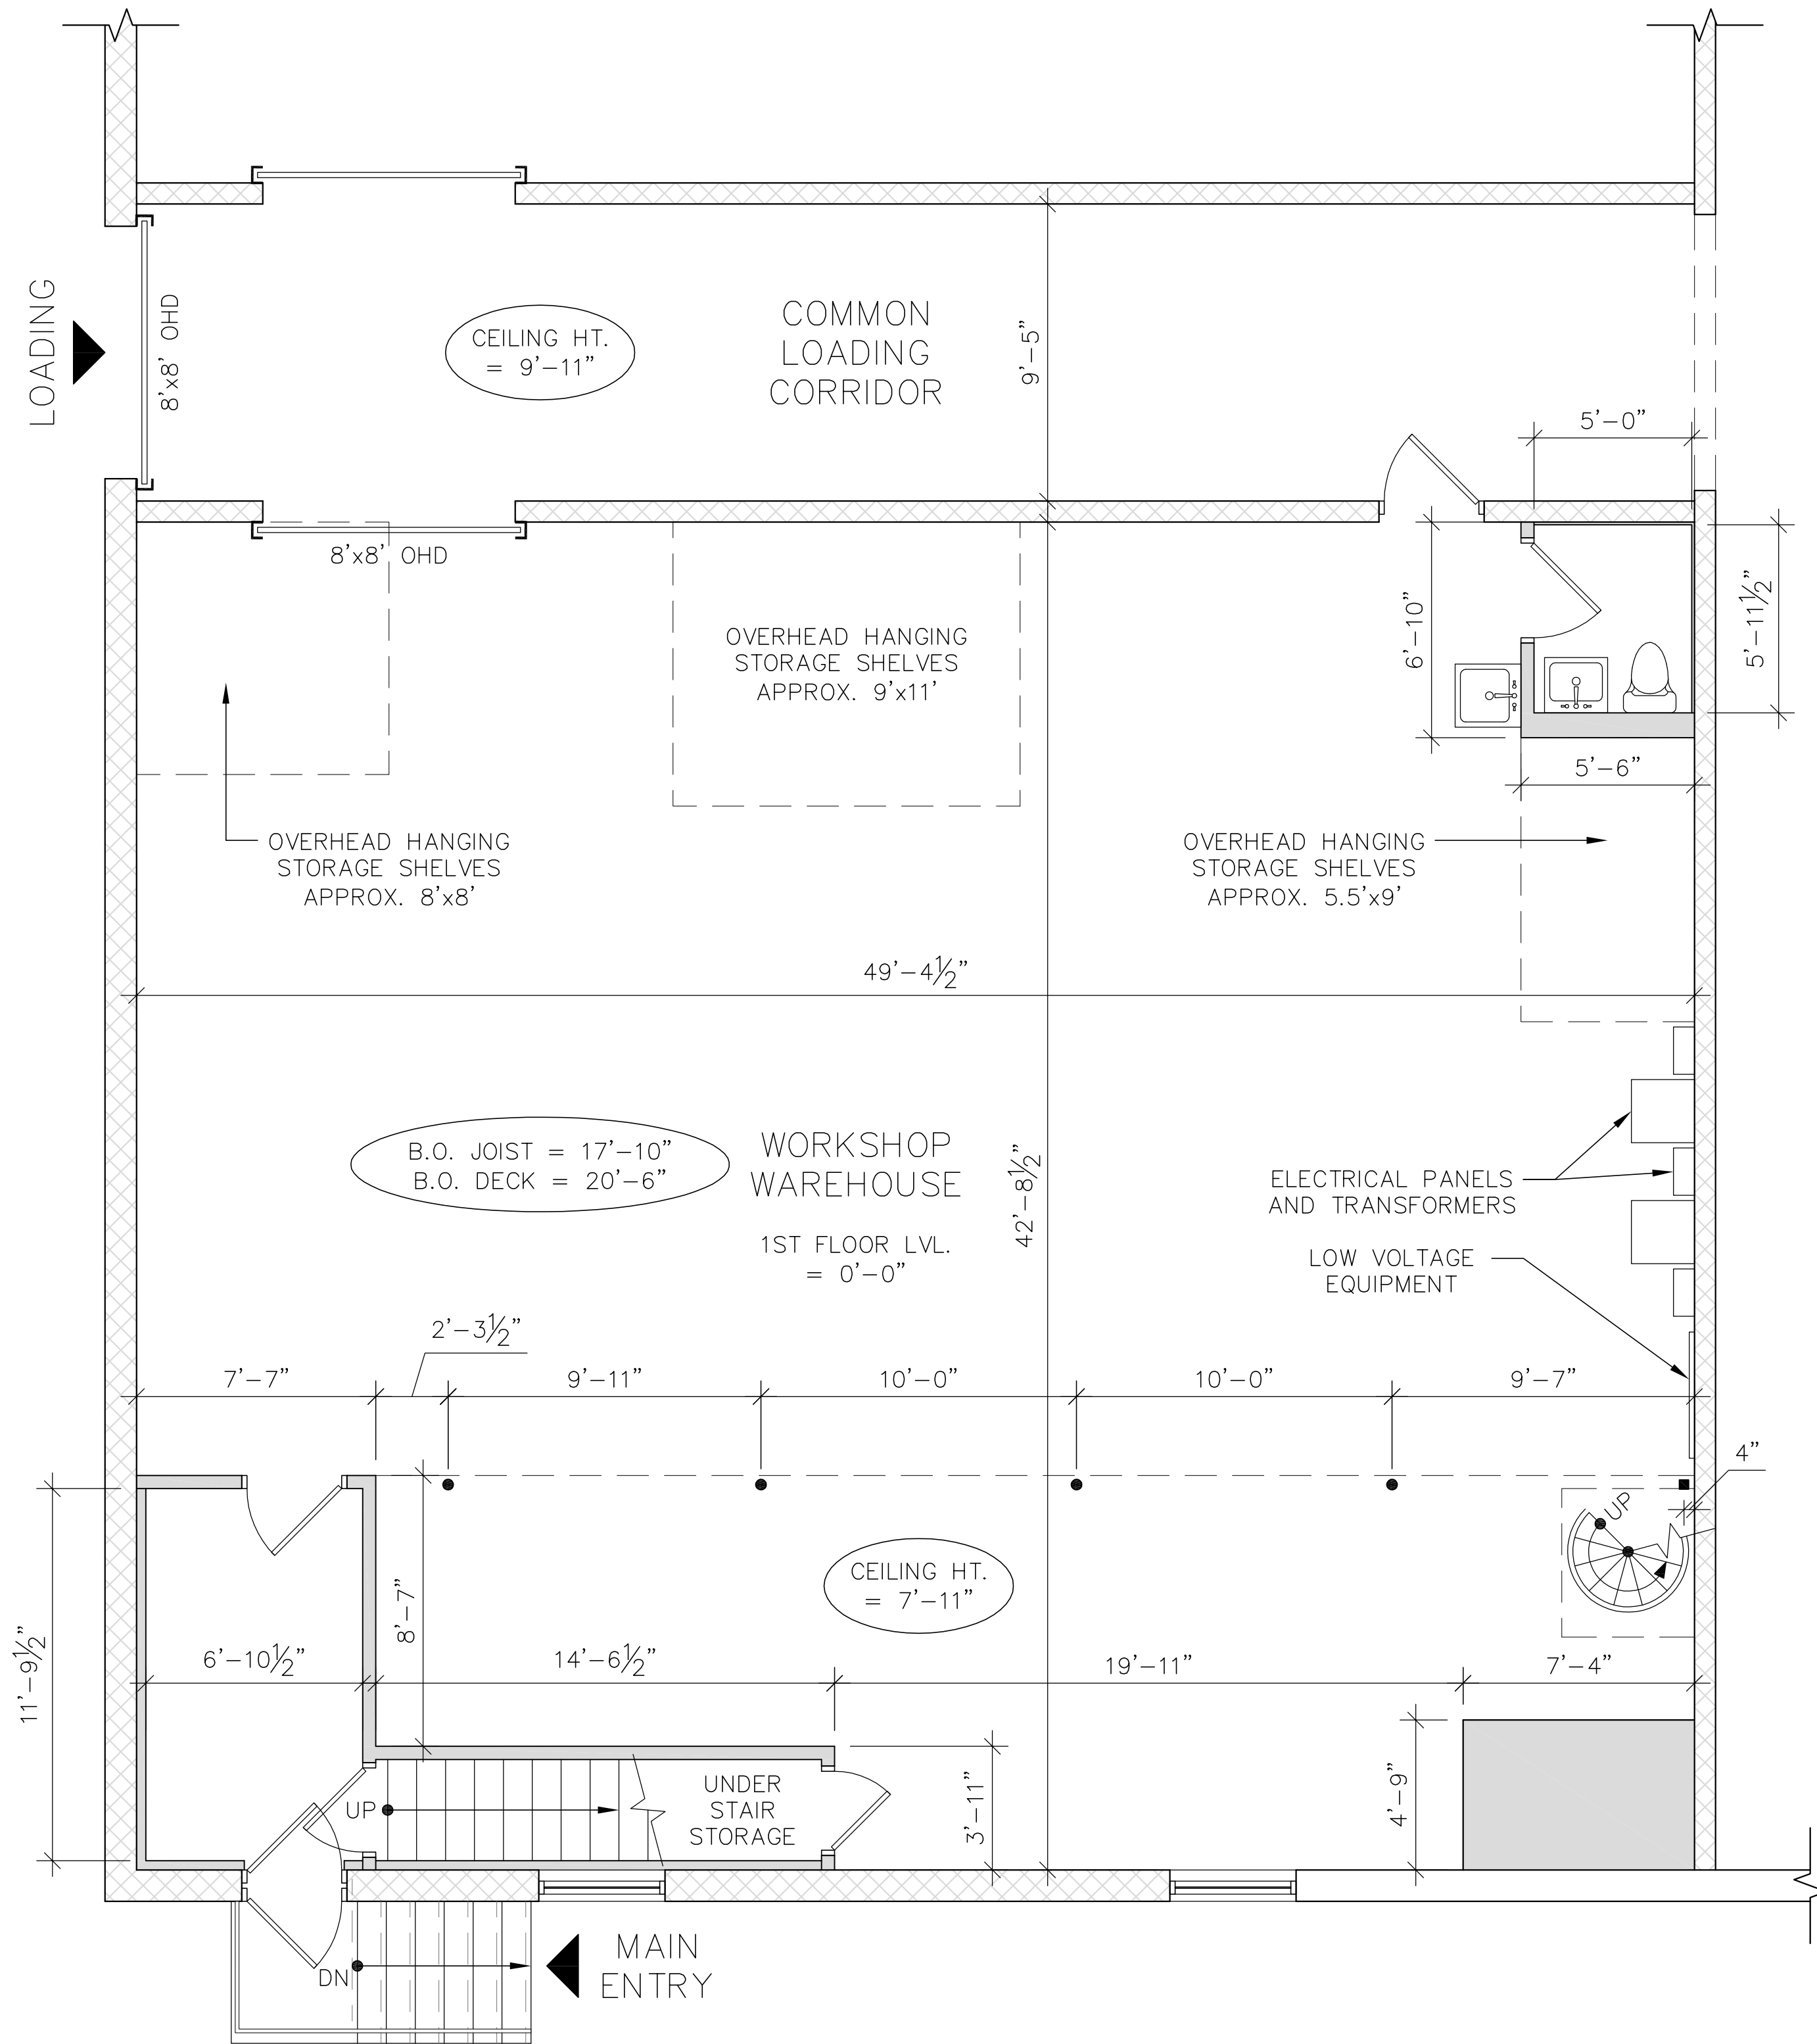 LOADING
8'x8' OHD
CEILING HT.
= 9'-11"
COMMON
LOADING
CORRIDOR
9'-5"
5'-0"
8'x8' OHD
OVERHEAD HANGING
STORAGE SHELVES
APPROX. 9'x11'
6'-10"
5'-11½"
5'-6"
OVERHEAD HANGING
STORAGE SHELVES
APPROX. 8'x8'
OVERHEAD HANGING
STORAGE SHELVES
APPROX. 5.5'x9'
49'-4½"
B.O. JOIST = 17'-10"
B.O. DECK = 20'-6"
WORKSHOP
WAREHOUSE
1ST FLOOR LVL.
= 0'-0"
42'-8½"
ELECTRICAL PANELS
AND TRANSFORMERS
LOW VOLTAGE
EQUIPMENT
2'-3½"
7'-7"
9'-11"
10'-0"
10'-0"
9'-7"
4"
UP
CEILING HT.
= 7'-11"
8'-7"
11'-9½"
6'-10½"
14'-6½"
19'-11"
7'-4"
UP
UNDER
STAIR
STORAGE
3'-11"
4'-9"
DN
MAIN
ENTRY